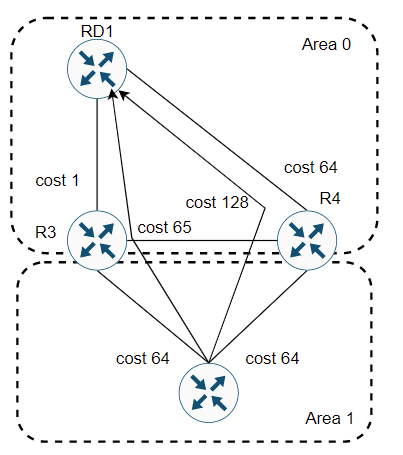 RD1
Area 0
cost 64
cost 1
R4
cost 128
R3
cost 65
cost 64
cost 64
Area 1